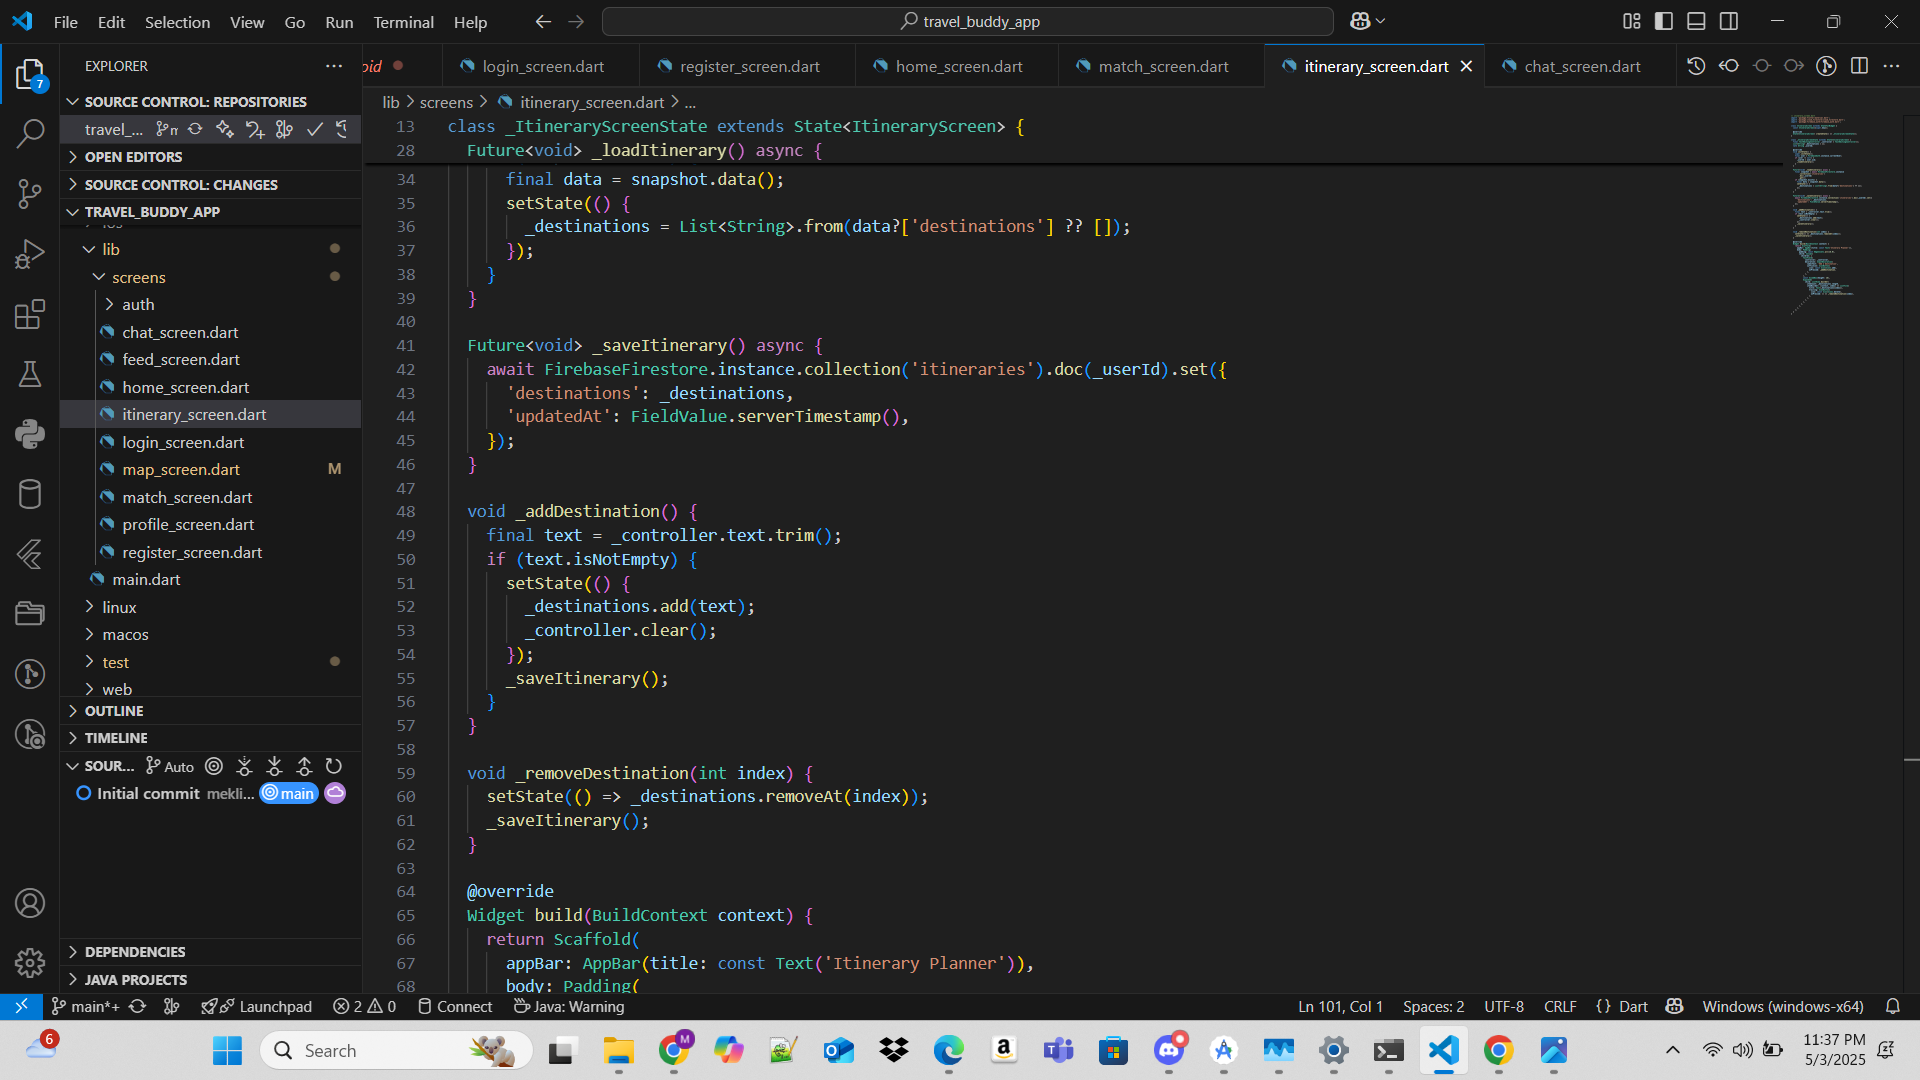 File Edit Selection View Go Run Terminal Help
travel_buddy_app
EXPLORER
7
SOURCE CONTROL: REPOSITORIES
travel_...
OPEN EDITORS
SOURCE CONTROL: CHANGES
TRAVEL_BUDDY_APP
lib
screens
auth
chat_screen.dart
feed_screen.dart
home_screen.dart
itinerary_screen.dart
login_screen.dart
map_screen.dart M
match_screen.dart
profile_screen.dart
register_screen.dart
main.dart
linux
macos
test
web
OUTLINE
TIMELINE
SOUR... Auto
Initial commit mekli... main
DEPENDENCIES
JAVA PROJECTS
oid login_screen.dart register_screen.dart home_screen.dart match_screen.dart itinerary_screen.dart chat_screen.dart
lib > screens > itinerary_screen.dart > ...
13 class _ItineraryScreenState extends State<ItineraryScreen> {
28 Future<void> _loadItinerary() async {
34 final data = snapshot.data();
35 setState(() {
36 _destinations = List<String>.from(data?['destinations'] ?? []);
37 });
38 }
39 }
40
41 Future<void> _saveItinerary() async {
42 await FirebaseFirestore.instance.collection('itineraries').doc(_userId).set({
43 'destinations': _destinations,
44 'updatedAt': FieldValue.serverTimestamp(),
45 });
46 }
47
48 void _addDestination() {
49 final text = _controller.text.trim();
50 if (text.isNotEmpty) {
51 setState(() {
52 _destinations.add(text);
53 _controller.clear();
54 });
55 _saveItinerary();
56 }
57 }
58
59 void _removeDestination(int index) {
60 setState(() => _destinations.removeAt(index));
61 _saveItinerary();
62 }
63
64 @override
65 Widget build(BuildContext context) {
66 return Scaffold(
67 appBar: AppBar(title: const Text('Itinerary Planner')),
68 body: Padding(
main*+ Launchpad 2 0 Connect Java: Warning Ln 101, Col 1 Spaces: 2 UTF-8 CRLF {} Dart Windows (windows-x64)
6 Search M 11:37 PM
5/3/2025